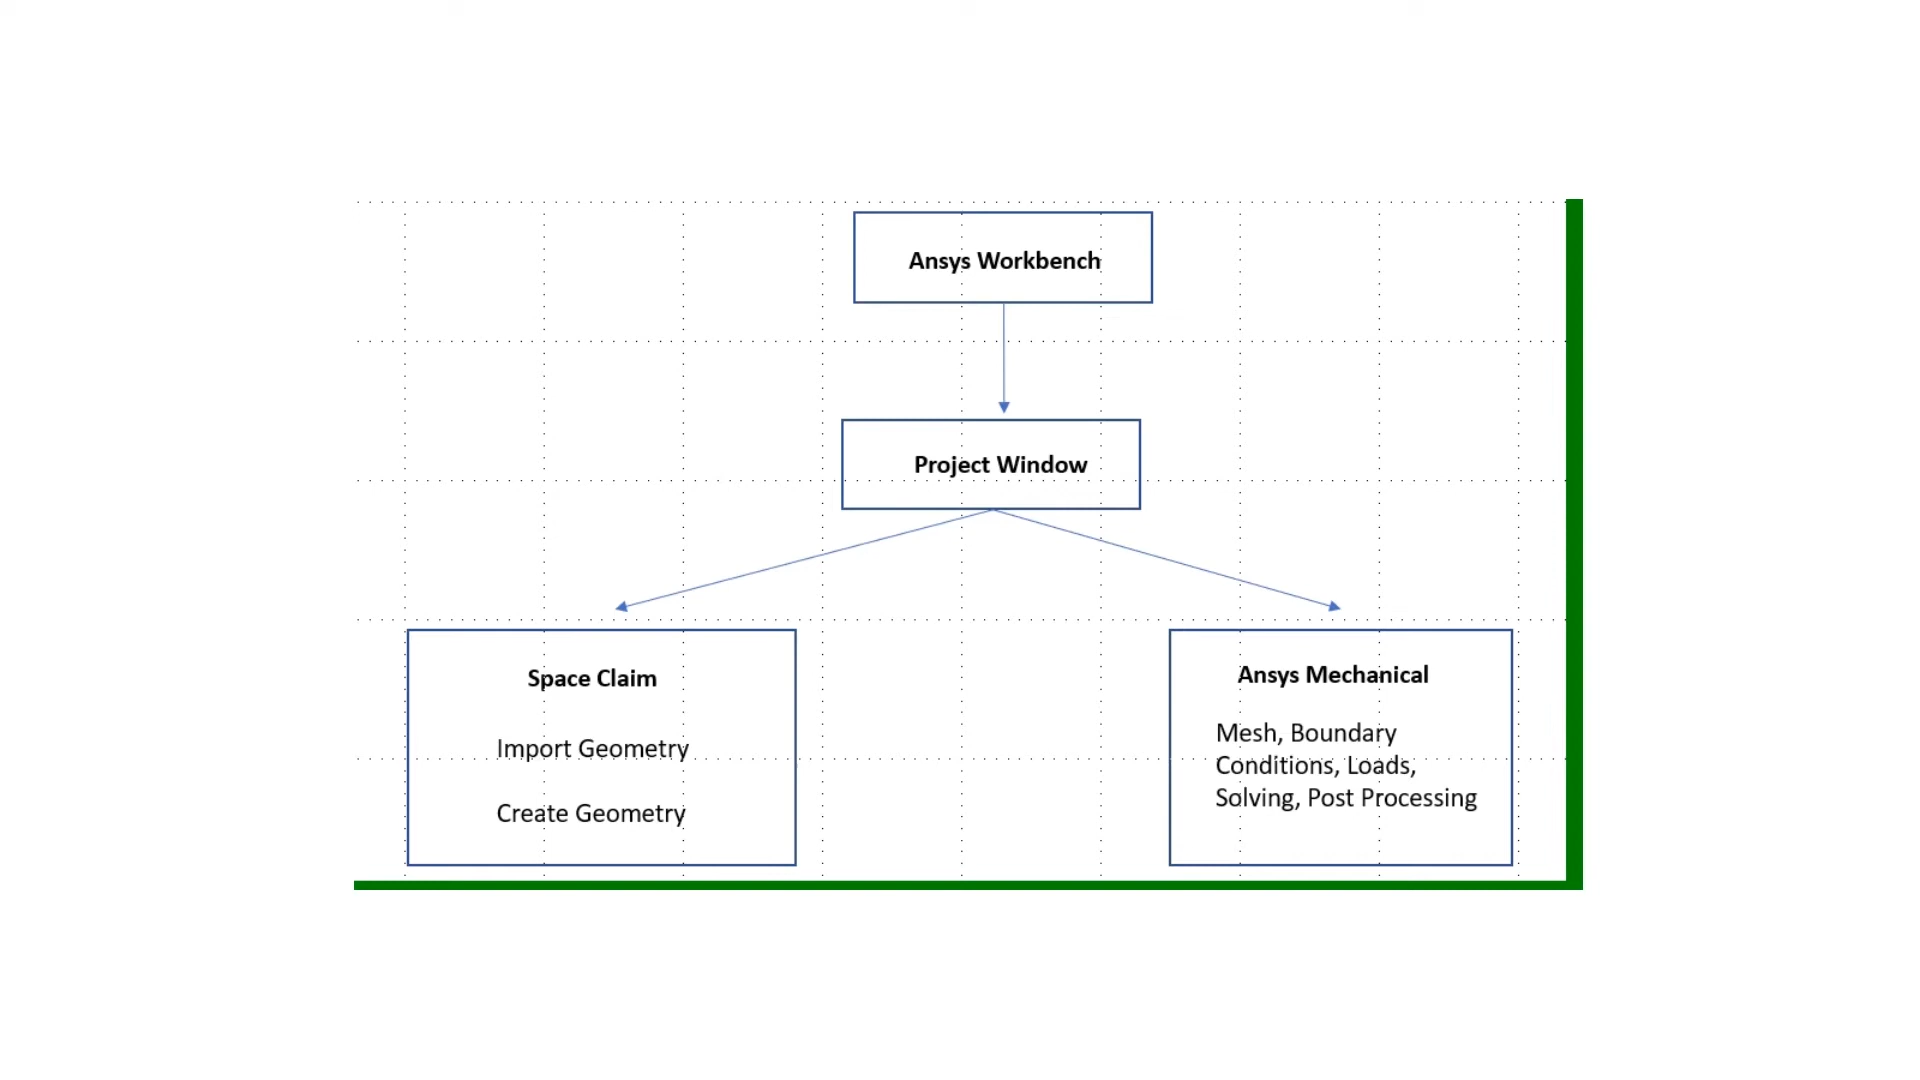 Ansys Workbench
Project Window
Space Claim
Import Geometry
Create Geometry
Ansys Mechanical
Mesh, Boundary
Conditions, Loads,
Solving, Post Processing